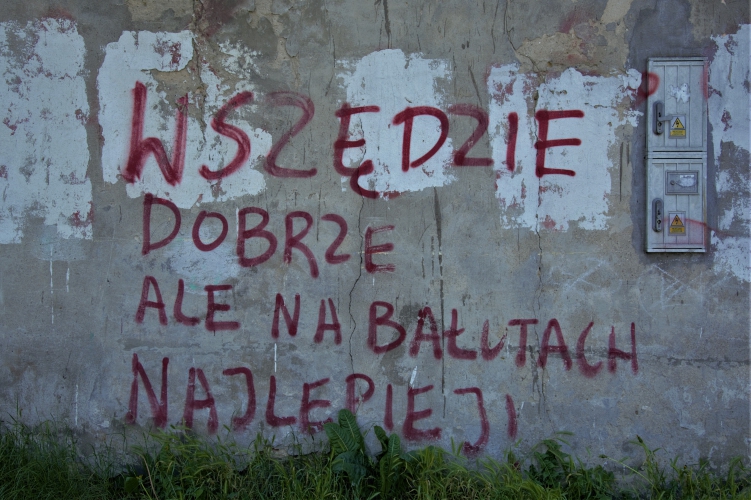 WSZĘDZIE
DOBRZE
ALE NA BAŁUTACH
NAJLEPIEJ!